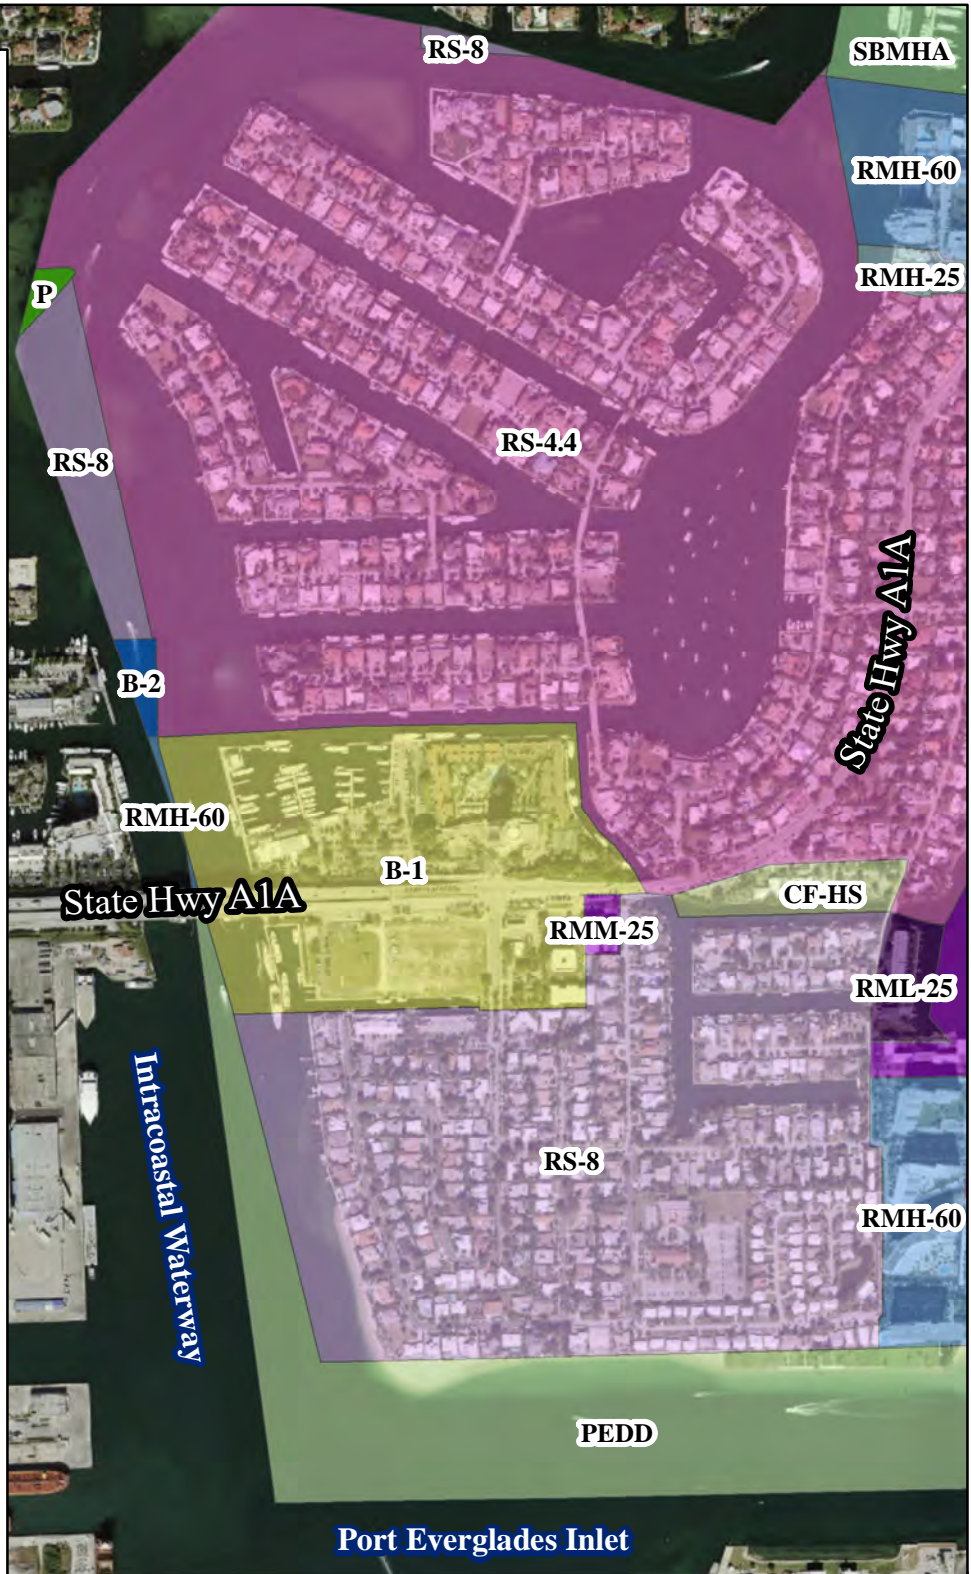 RS-8
SBMHA
RMH-60
RMH-25
P
RS-4.4
RS-8
State Hwy A1A
B-2
RMH-60
B-1
CF-HS
State Hwy A1A
RMM-25
RML-25
Intracoastal Waterway
RS-8
RMH-60
PEDD
Port Everglades Inlet